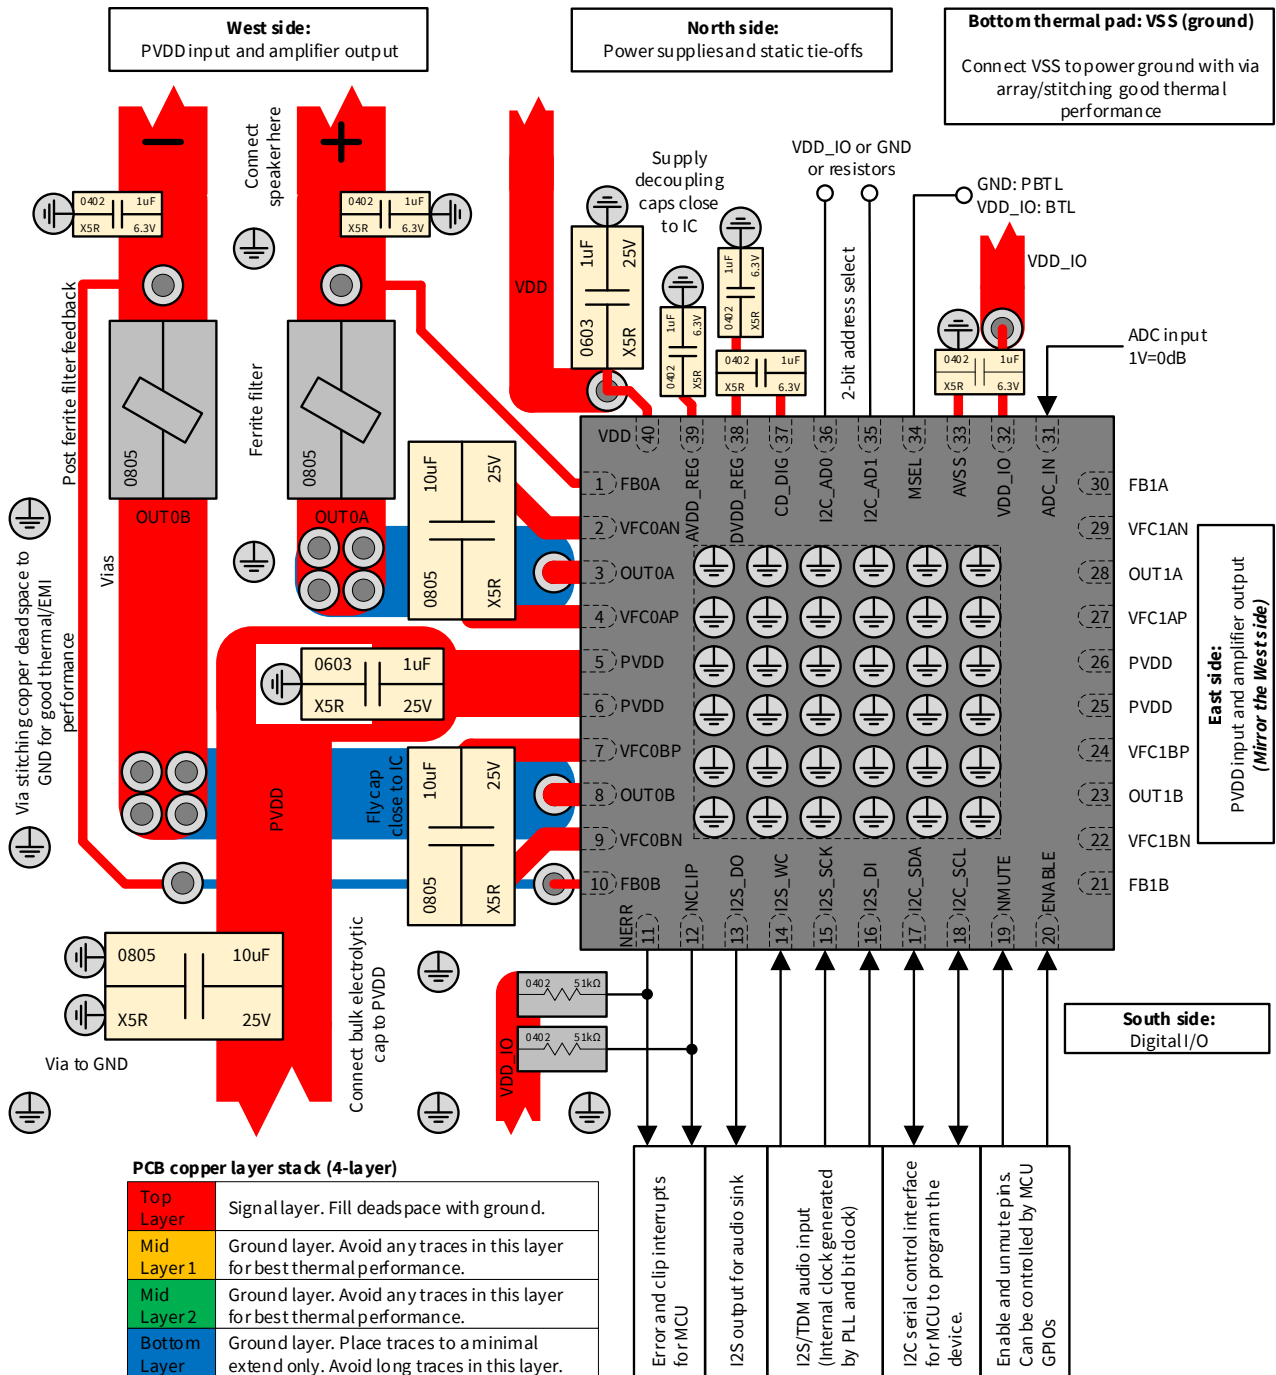 West side:
PVDD input and amplifier output
North side:
Power supplies and static tie-offs
Bottom thermal pad: VSS (ground)
Connect VSS to power ground with via
array/stitching good thermal
performance
−
+
Connect
speaker here
0402 1uF
X5R 6.3V
0402 1uF
X5R 6.3V
VDD
1uF 25V
0603 X5R
Supply
decoupling
caps close
to IC
1uF 6.3V
0402 X5R
1uF 6.3V
0402 X5R
0402 1uF
X5R 6.3V
VDD_IO or GND
or resistors
2-bit address select
GND: PBTL
VDD_IO: BTL
VDD_IO
0402 1uF
X5R 6.3V
ADC input
1V=0dB
Post ferrite filter feedback
Ferrite filter
0805
0805
OUT0B
OUT0A
Vias
Via stitching copper deadspace to
GND for good thermal/EMI
performance
10uF 25V
0805 X5R
0603 1uF
X5R 25V
10uF 25V
0805 X5R
Fly cap
close to IC
PVDD
0805 10uF
X5R 25V
Via to GND
Connect bulk electrolytic
cap to PVDD
VDD 40
39 AVDD_REG
38 DVDD_REG
37 CD_DIG
36 I2C_AD0
35 I2C_AD1
34 MSEL
33 AVSS
32 VDD_IO
31 ADC_IN
1 FB0A
2 VFC0AN
3 OUT0A
4 VFC0AP
5 PVDD
6 PVDD
7 VFC0BP
8 OUT0B
9 VFC0BN
10 FB0B
30 FB1A
29 VFC1AN
28 OUT1A
27 VFC1AP
26 PVDD
25 PVDD
24 VFC1BP
23 OUT1B
22 VFC1BN
21 FB1B
East side:
PVDD input and amplifier output
(Mirror the West side)
11 NERR
12 NCLIP
13 I2S_DO
14 I2S_WC
15 I2S_SCK
16 I2S_DI
17 I2C_SDA
18 I2C_SCL
19 NMUTE
20 ENABLE
0402 51kΩ
0402 51kΩ
VDD_IO
South side:
Digital I/O
Error and clip interrupts
for MCU
I2S output for audio sink
I2S/TDM audio input
(Internal clock generated
by PLL and bit clock)
I2C serial control interface
for MCU to program the
device.
Enable and unmute pins.
Can be controlled by MCU
GPIOs
PCB copper layer stack (4-layer)
Top
Layer
Signal layer. Fill deadspace with ground.
Mid
Layer 1
Ground layer. Avoid any traces in this layer
for best thermal performance.
Mid
Layer 2
Ground layer. Avoid any traces in this layer
for best thermal performance.
Bottom
Layer
Ground layer. Place traces to a minimal
extend only. Avoid long traces in this layer.